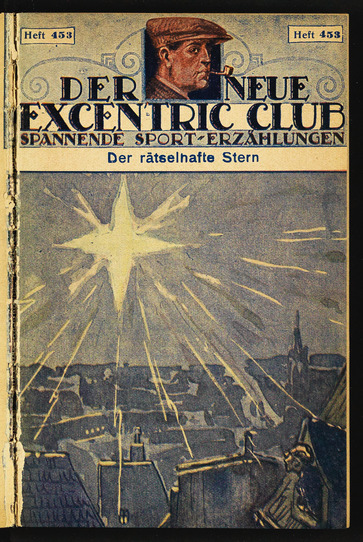 Heft 453
Heft 453
DER NEUE
EXCENTRIC CLUB
SPANNENDE SPORT-ERZÄHLUNGEN
Der rätselhafte Stern